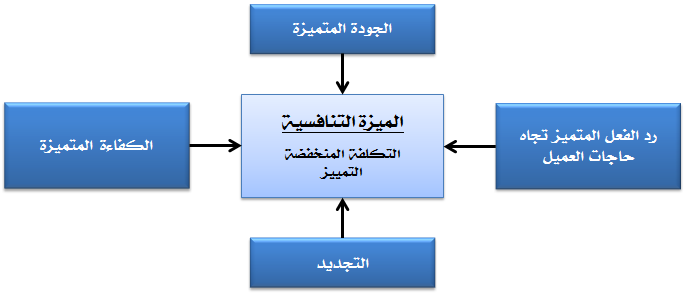 الجودة المتميزة
رد الفعل المتميز تجاه
حاجات العميل
الميزة التنافسية
التكلفة المنخفضة
التمييز
الكفاءة المتميزة
التجديد